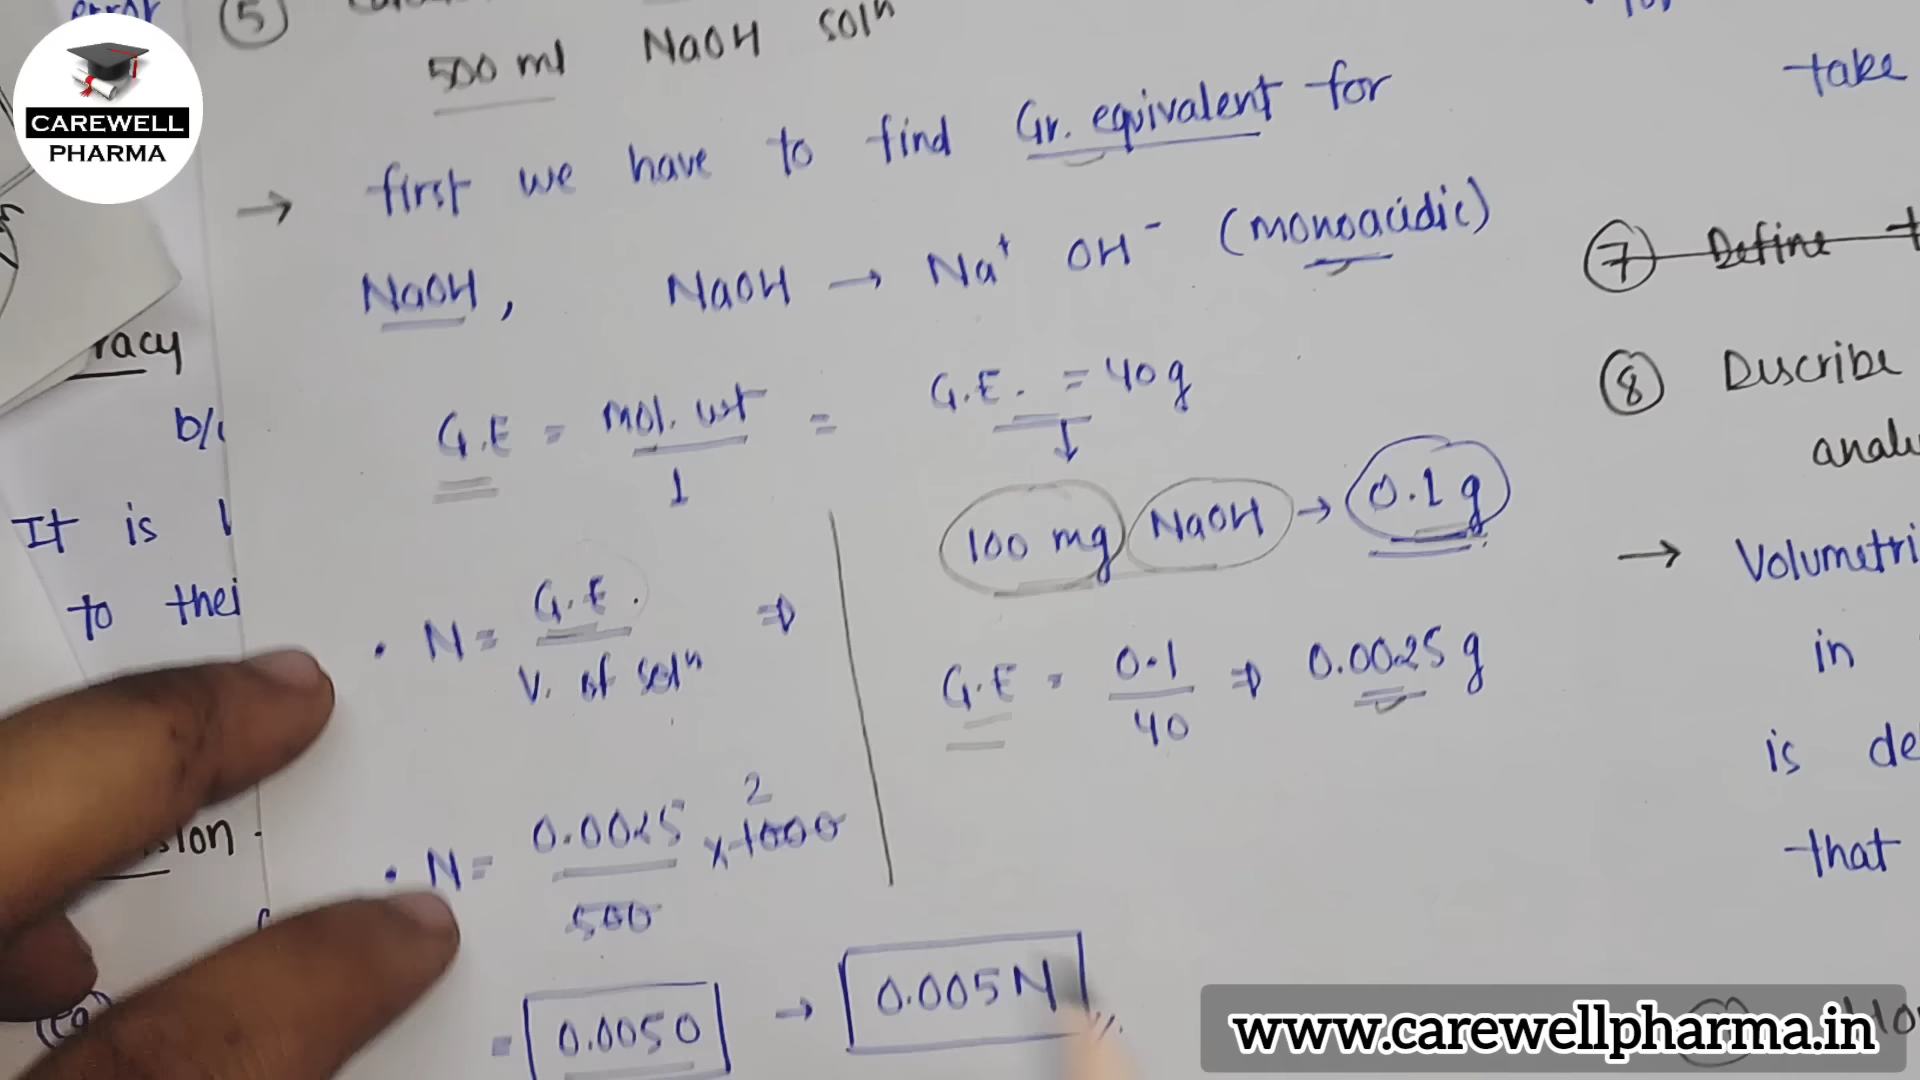 CAREWELL
PHARMA
5
500 ml NaOH solⁿ
→ first we have to find Gr. equivalent for
NaOH, NaOH → Na⁺ OH⁻ (monoacidic)
G.E = mol. wt / 1 = G.E. = 40g
↓
100 mg NaOH → 0.1 g
• N = G.E. / V. of solⁿ ⇒
G.E = 0.1 / 40 ⇒ 0.0025 g
• N = 0.0025 / 500 × 1000 2
= 0.0050 → 0.005 N
racy
It is
to thei
take
7 Define
8 Describe
→ Volumetri
in
is de
that
www.carewellpharma.in